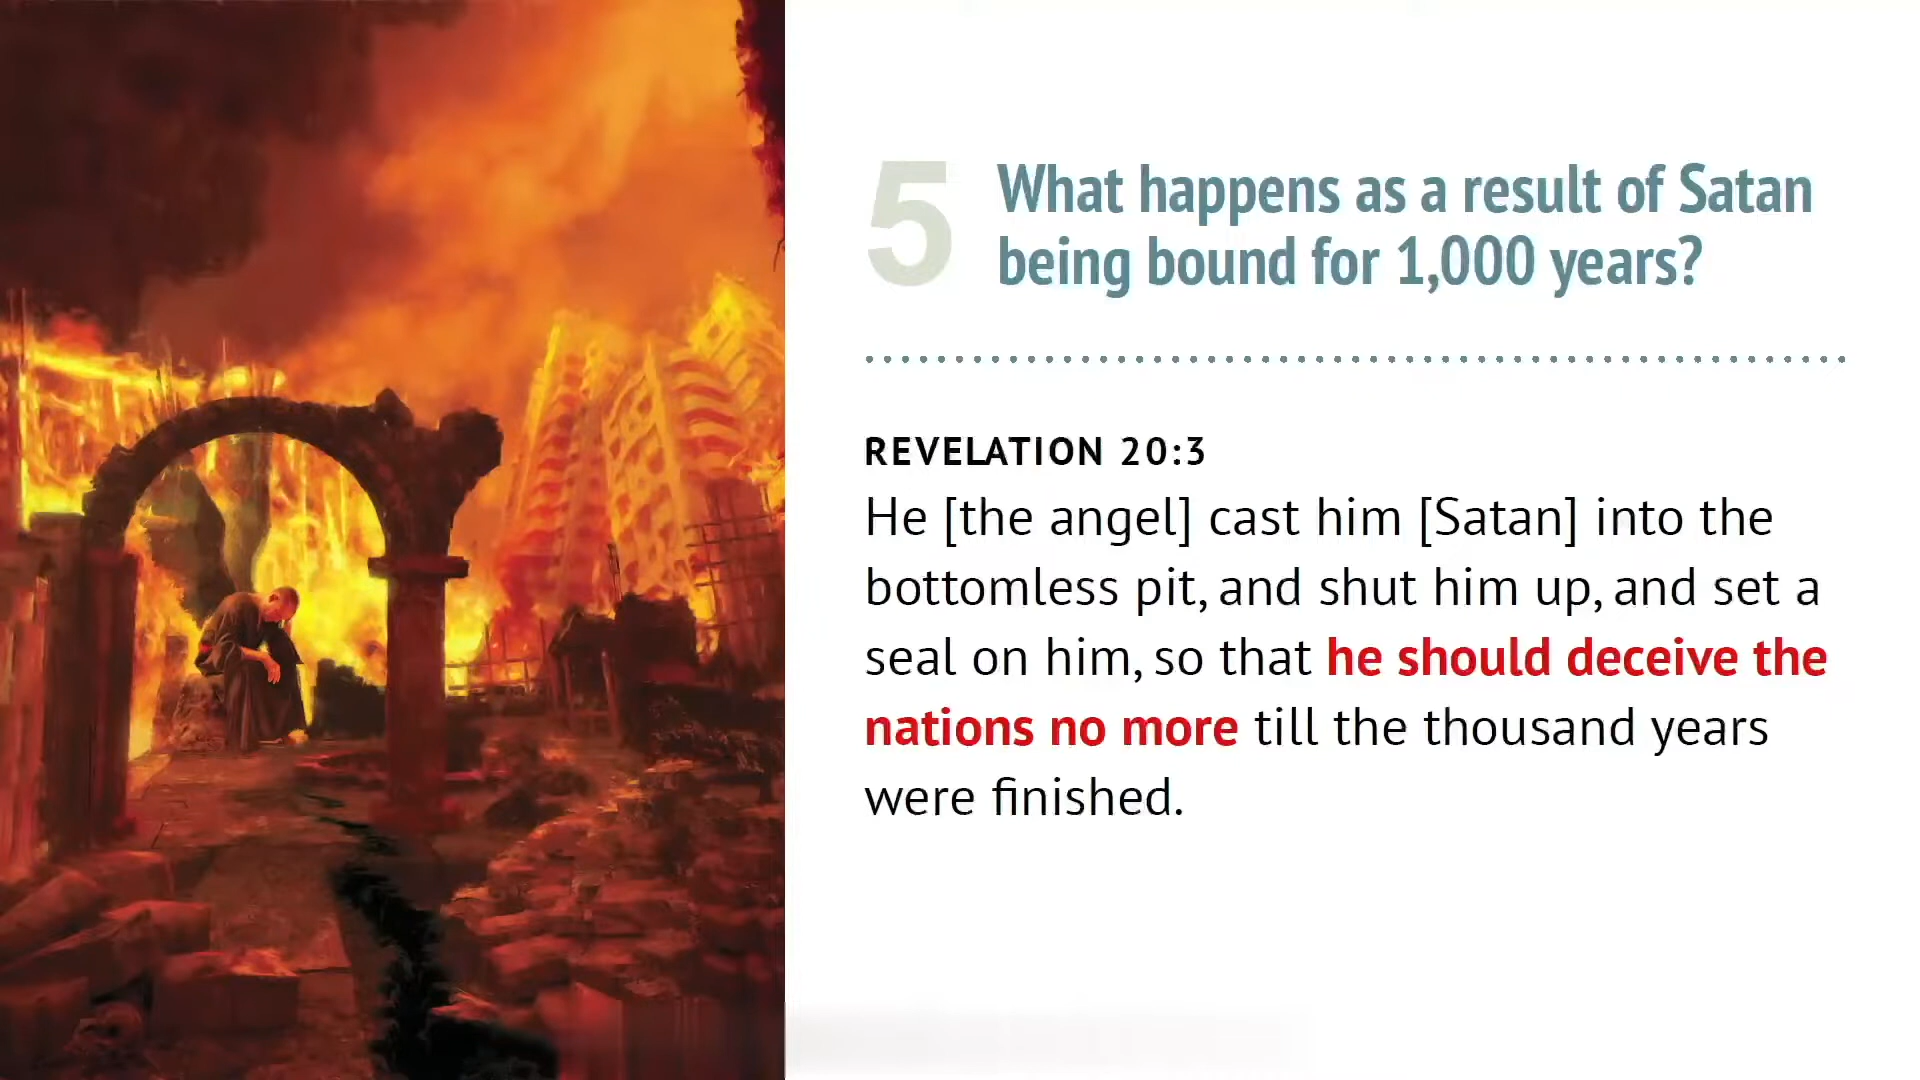 5 What happens as a result of Satan
being bound for 1,000 years?
REVELATION 20:3
He [the angel] cast him [Satan] into the
bottomless pit, and shut him up, and set a
seal on him, so that he should deceive the
nations no more till the thousand years
were finished.